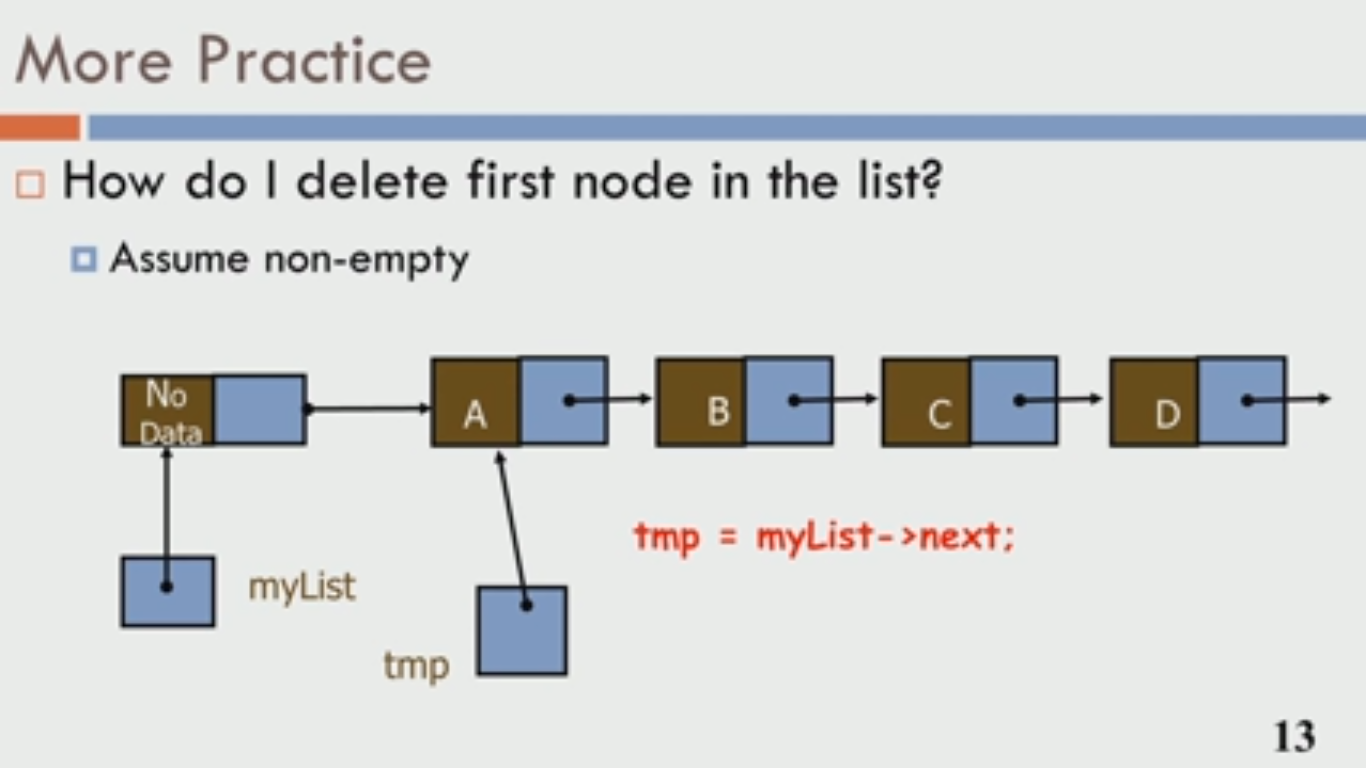 More Practice
How do I delete first node in the list?
Assume non-empty
No
Data
A
B
C
D
tmp = myList->next;
myList
tmp
13